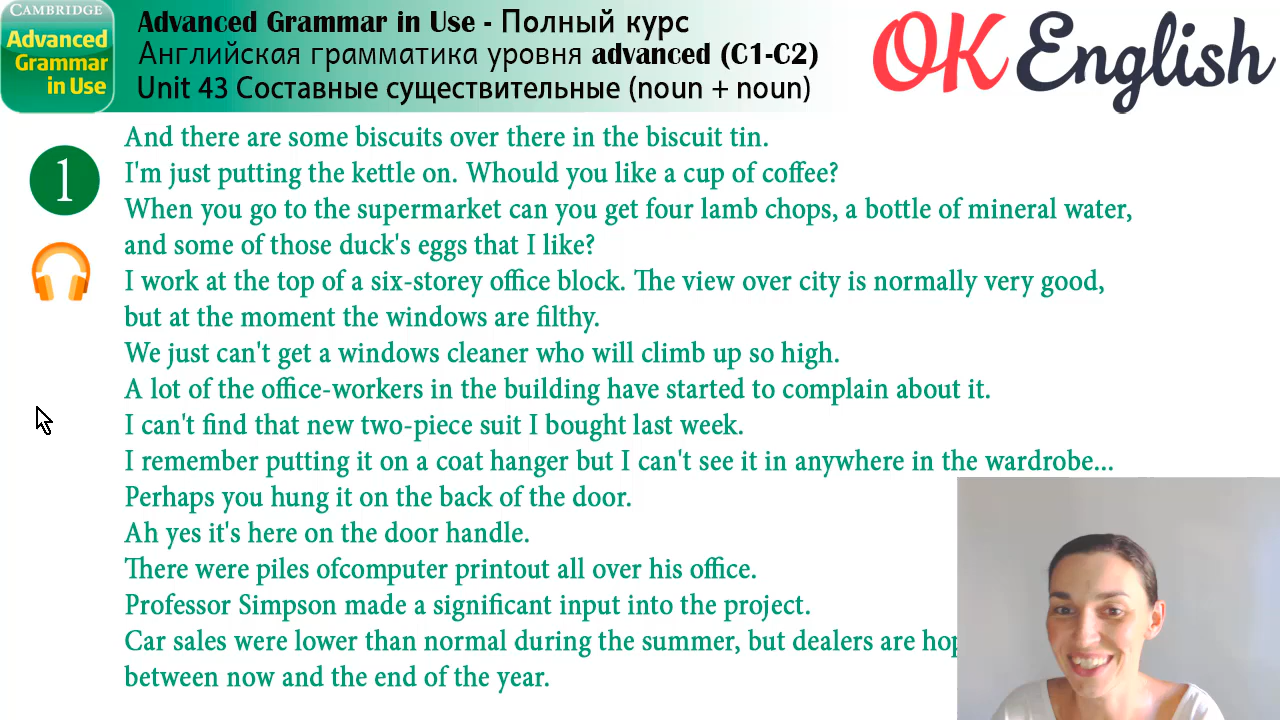 CAMBRIDGE
Advanced
Grammar
in Use
Advanced Grammar in Use - Полный курс
Английская грамматика уровня advanced (C1-C2)
Unit 43 Составные существительные (noun + noun)
OK English
1
And there are some biscuits over there in the biscuit tin.
I'm just putting the kettle on. Whould you like a cup of coffee?
When you go to the supermarket can you get four lamb chops, a bottle of mineral water,
and some of those duck's eggs that I like?
I work at the top of a six-storey office block. The view over city is normally very good,
but at the moment the windows are filthy.
We just can't get a windows cleaner who will climb up so high.
A lot of the office-workers in the building have started to complain about it.
I can't find that new two-piece suit I bought last week.
I remember putting it on a coat hanger but I can't see it in anywhere in the wardrobe...
Perhaps you hung it on the back of the door.
Ah yes it's here on the door handle.
There were piles ofcomputer printout all over his office.
Professor Simpson made a significant input into the project.
Car sales were lower than normal during the summer, but dealers are
between now and the end of the year.